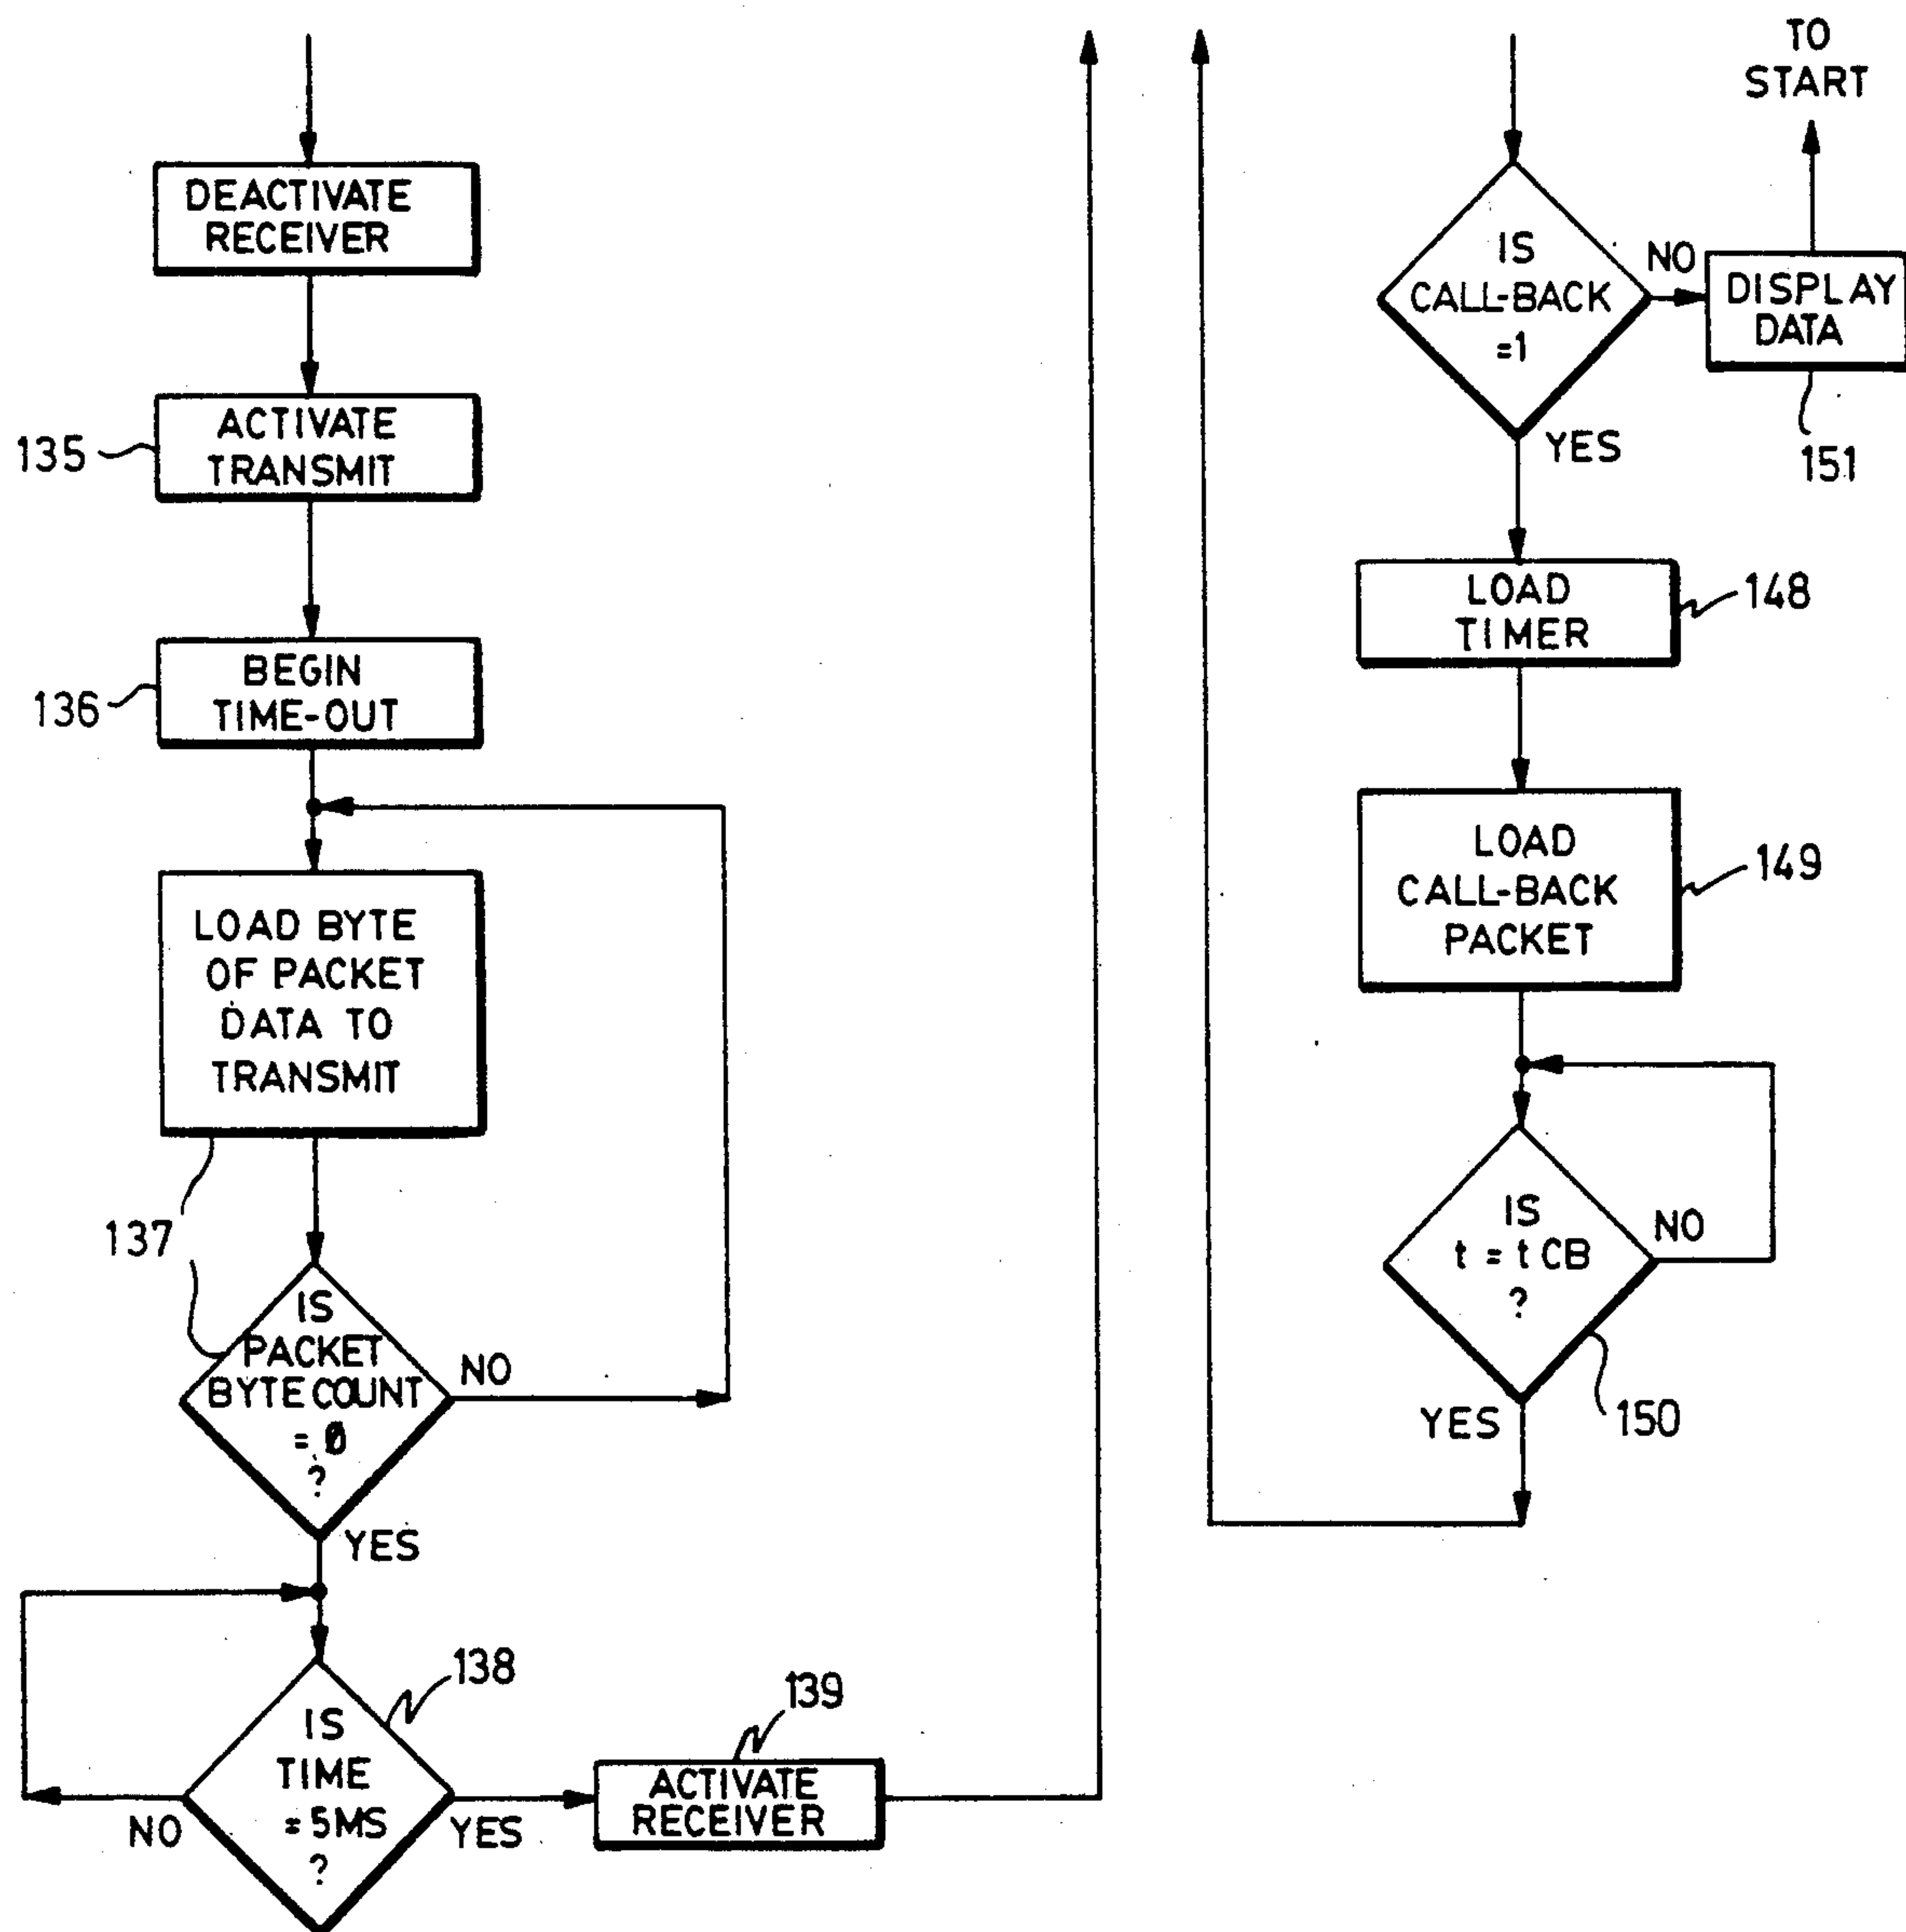 DEACTIVATE
RECEIVER
135
ACTIVATE
TRANSMIT
136
BEGIN
TIME-OUT
LOAD BYTE
OF PACKET
DATA TO
TRANSMIT
137
IS
PACKET
BYTE COUNT
= Ø
?
NO
YES
138
IS
TIME
= 5MS
?
NO
YES
139
ACTIVATE
RECEIVER
TO
START
IS
CALL-BACK
=1
NO
DISPLAY
DATA
151
YES
LOAD
TIMER
148
LOAD
CALL-BACK
PACKET
149
IS
t = t CB
?
NO
YES
150